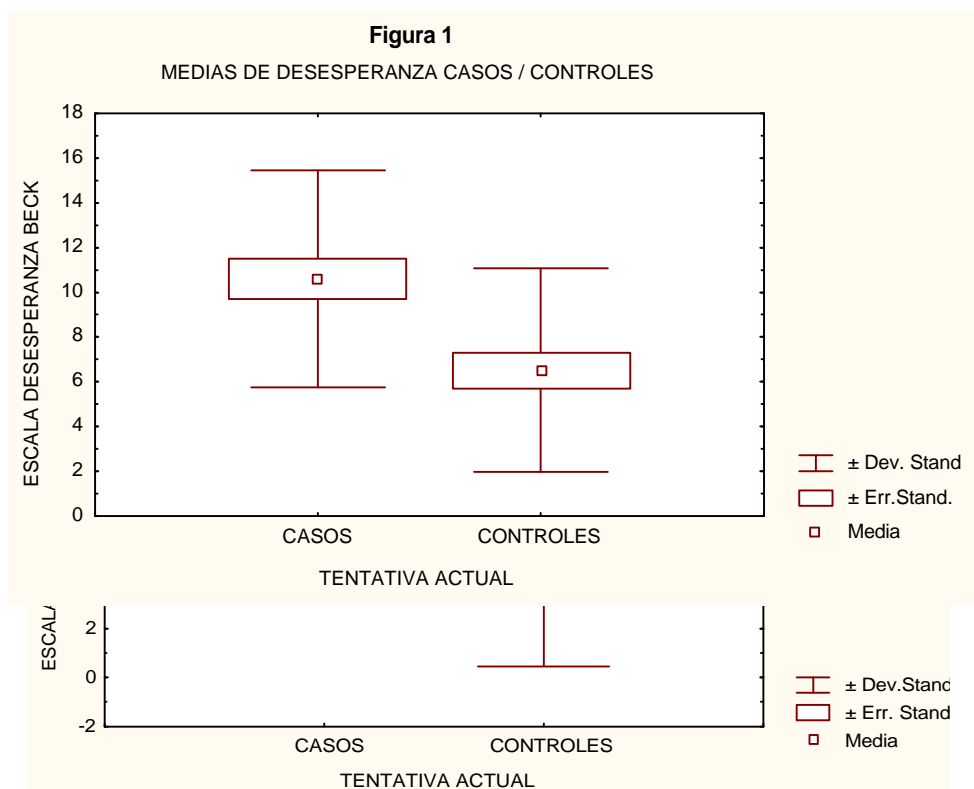 Figura 1
MEDIAS DE DESESPERANZA CASOS / CONTROLES
ESCALA DESESPERANZA BECK
18
16
14
12
10
8
6
4
2
0
CASOS CONTROLES
TENTATIVA ACTUAL
± Dev. Stand
± Err.Stand.
Media
ESCALA
2
0
-2
CASOS CONTROLES
TENTATIVA ACTUAL
± Dev.Stand
± Err. Stand
Media